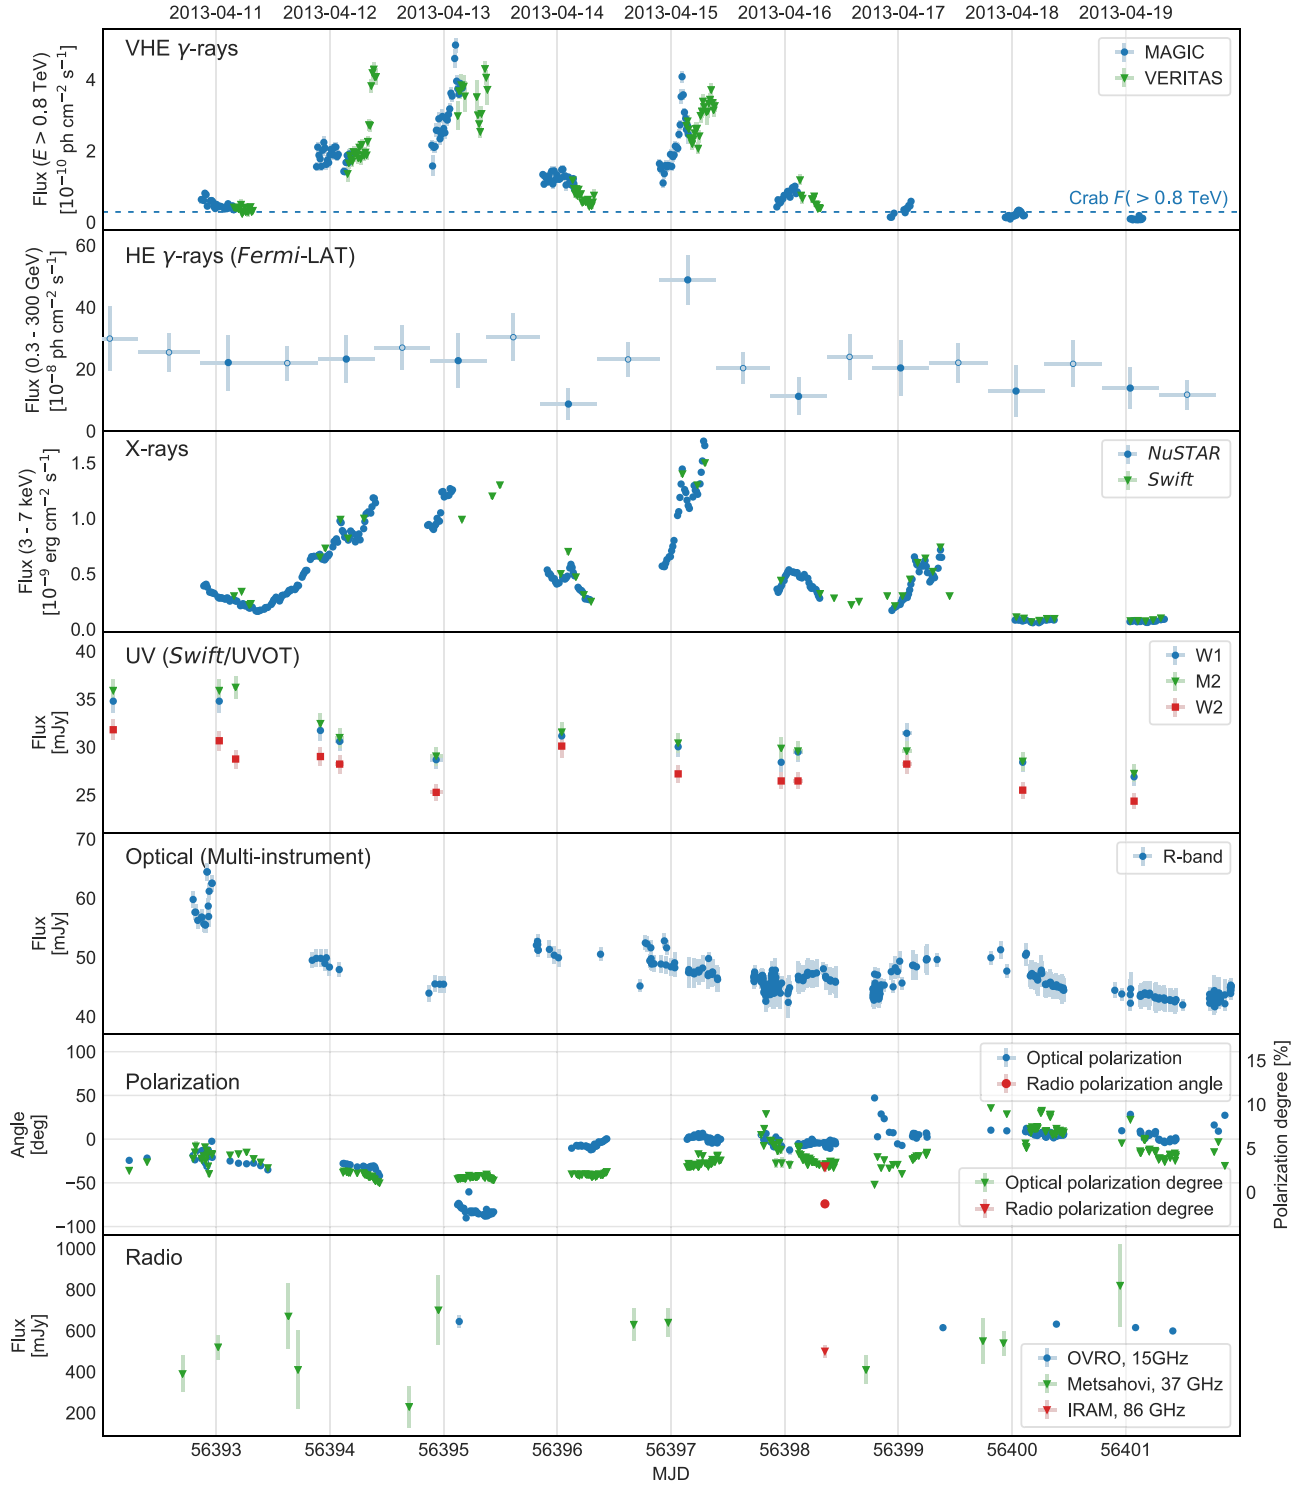 2013-04-11 2013-04-12 2013-04-13 2013-04-14 2013-04-15 2013-04-16 2013-04-17 2013-04-18 2013-04-19
VHE γ-rays
MAGIC
VERITAS
Flux (E > 0.8 TeV)
[10⁻¹⁰ ph cm⁻² s⁻¹]
4
2
0
Crab F( > 0.8 TeV)
HE γ-rays (Fermi-LAT)
Flux (0.3 - 300 GeV)
[10⁻⁸ ph cm⁻² s⁻¹]
60
40
20
0
X-rays
NuSTAR
Swift
Flux (3 - 7 keV)
[10⁻⁹ erg cm⁻² s⁻¹]
1.5
1.0
0.5
0.0
UV (Swift/UVOT)
W1
M2
W2
Flux
[mJy]
40
35
30
25
Optical (Multi-instrument)
R-band
Flux
[mJy]
70
60
50
40
Polarization
Optical polarization
Radio polarization angle
Optical polarization degree
Radio polarization degree
Angle
[deg]
100
50
0
−50
−100
Polarization degree [%]
15
10
5
0
Radio
Flux
[mJy]
1000
800
600
400
200
OVRO, 15GHz
Metsahovi, 37 GHz
IRAM, 86 GHz
56393 56394 56395 56396 56397 56398 56399 56400 56401
MJD